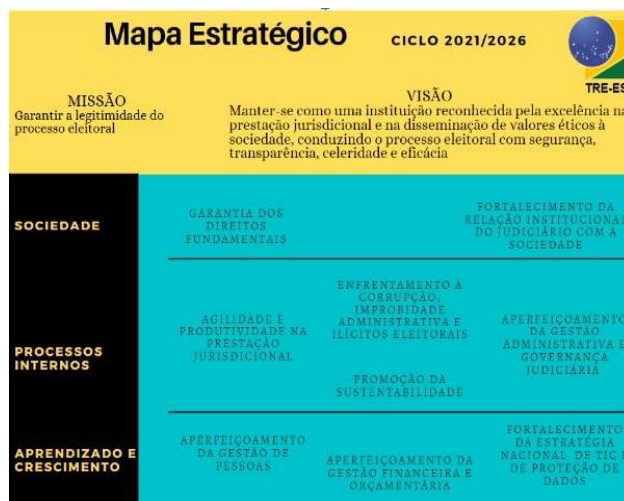 Mapa Estratégico
CICLO 2021/2026
TRE-ES
MISSÃO
Garantir a legitimidade do
processo eleitoral
VISÃO
Manter-se como uma instituição reconhecida pela excelência na
prestação jurisdicional e na disseminação de valores éticos à
sociedade, conduzindo o processo eleitoral com segurança,
transparência, celeridade e eficácia
SOCIEDADE
GARANTIA DOS
DIREITOS
FUNDAMENTAIS
FORTALECIMENTO DA
RELAÇÃO INSTITUCIONAL
DO JUDICIÁRIO COM A
SOCIEDADE
PROCESSOS
INTERNOS
AGILIDADE E
PRODUTIVIDADE NA
PRESTAÇÃO
JURISDICIONAL
ENFRENTAMENTO À
CORRUPÇÃO,
IMPROBIDADE
ADMINISTRATIVA E
ILÍCITOS ELEITORAIS
PROMOÇÃO DA
SUSTENTABILIDADE
APERFEIÇOAMENTO
DA GESTÃO
ADMINISTRATIVA E
GOVERNANÇA
JUDICIÁRIA
APRENDIZADO E
CRESCIMENTO
APERFEIÇOAMENTO
DA GESTÃO DE
PESSOAS
APERFEIÇOAMENTO DA
GESTÃO FINANCEIRA E
ORÇAMENTÁRIA
FORTALECIMENTO
DA ESTRATÉGIA
NACIONAL DE TIC E
DE PROTEÇÃO DE
DADOS